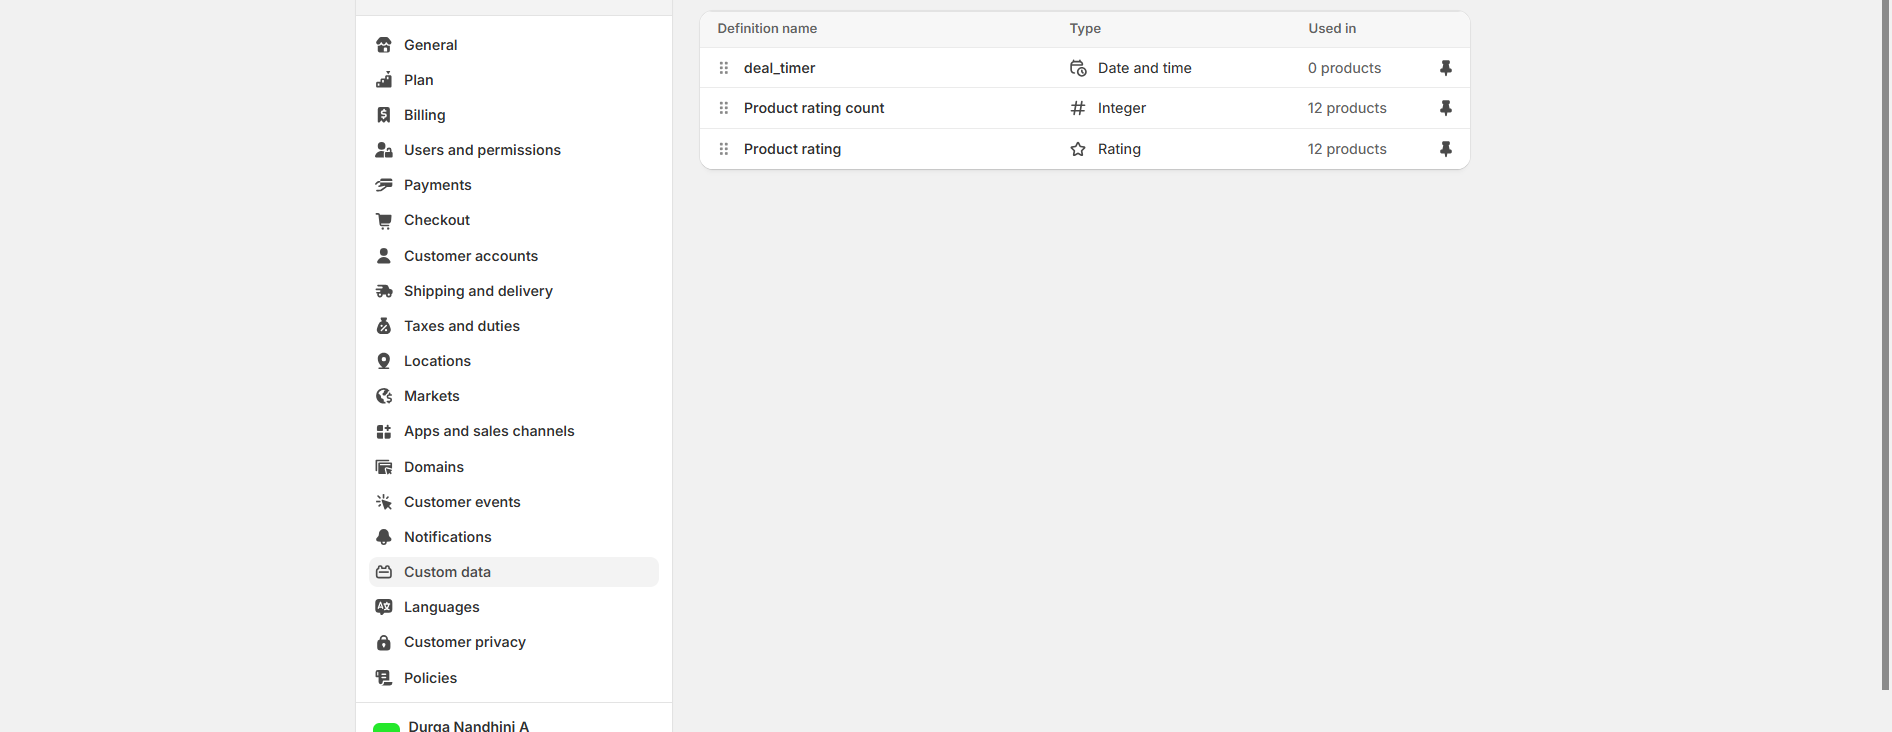 General
Plan
Billing
Users and permissions
Payments
Checkout
Customer accounts
Shipping and delivery
Taxes and duties
Locations
Markets
Apps and sales channels
Domains
Customer events
Notifications
Custom data
Languages
Customer privacy
Policies
Durga Nandhini A
Definition name Type Used in
deal_timer Date and time 0 products
Product rating count Integer 12 products
Product rating Rating 12 products